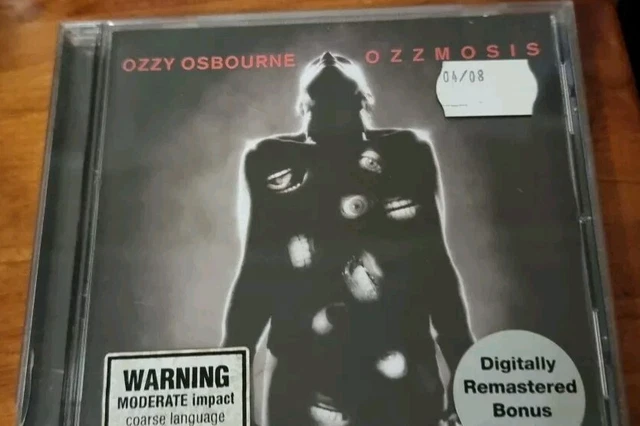 OZZY OSBOURNE OZZMOSIS
04/08
WARNING
MODERATE impact
coarse language
Digitally
Remastered
Bonus